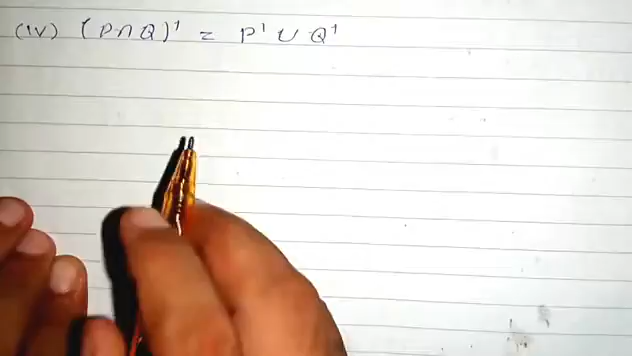 (iv) (P∩Q)' = P' ∪ Q'